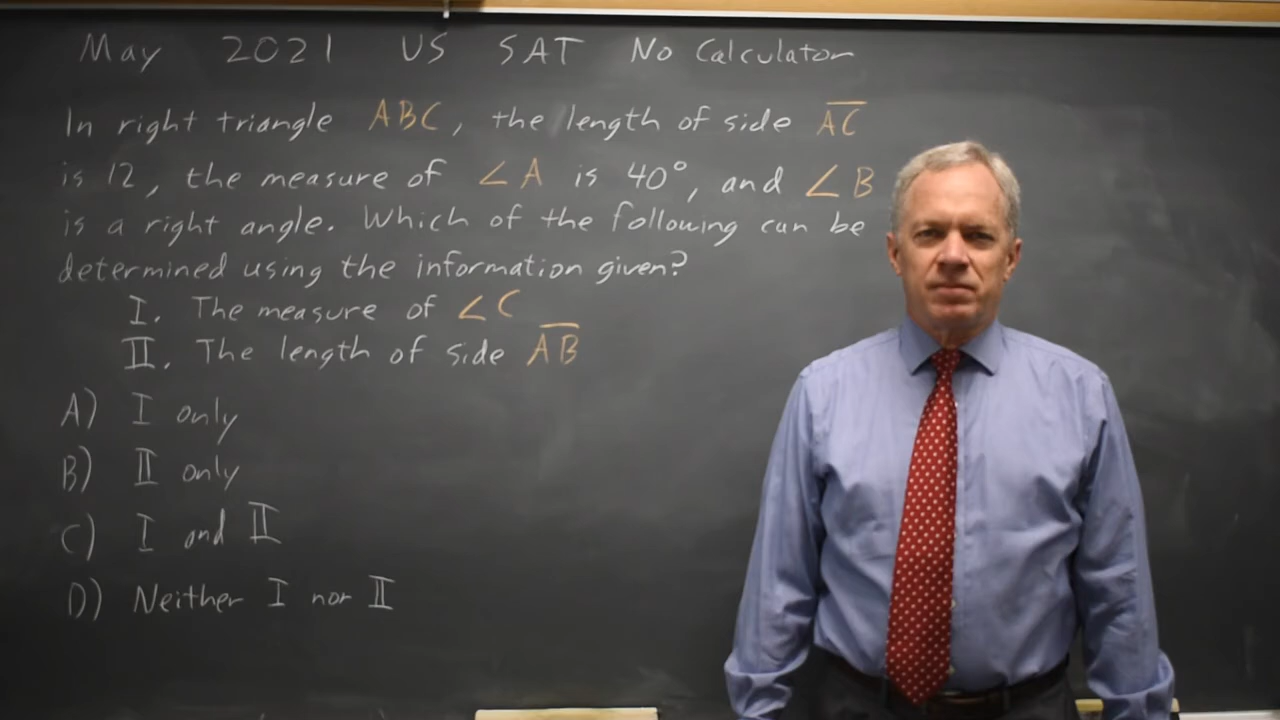 May 2021 US SAT No Calculator
In right triangle ABC, the length of side A̅C̅
is 12, the measure of ∠A is 40°, and ∠B
is a right angle. Which of the following can be
determined using the information given?
I. The measure of ∠C
II. The length of side A̅B̅
A) I only
B) II only
C) I and II
D) Neither I nor II